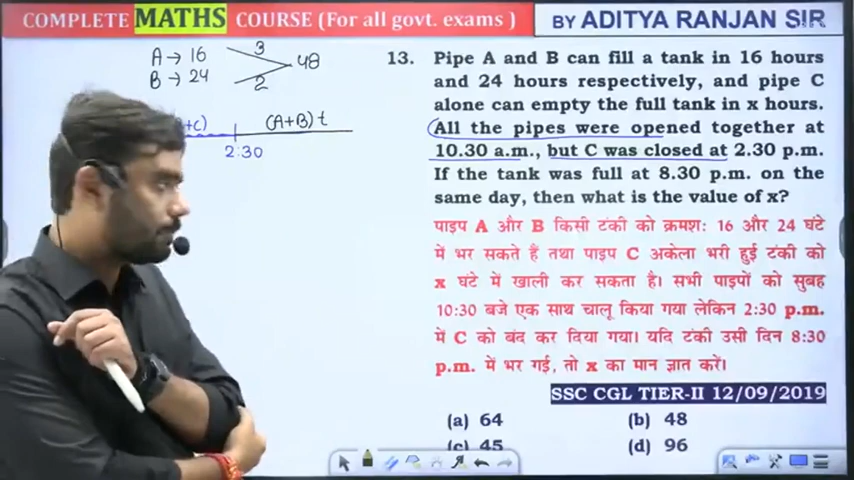 COMPLETE MATHS COURSE (For all govt. exams)
BY ADITYA RANJAN SIR
A → 16
3
48
B → 24
2
+C)
(A+B) t
2:30
13. Pipe A and B can fill a tank in 16 hours
and 24 hours respectively, and pipe C
alone can empty the full tank in x hours.
All the pipes were opened together at
10.30 a.m., but C was closed at 2.30 p.m.
If the tank was full at 8.30 p.m. on the
same day, then what is the value of x?
पाइप A और B किसी टंकी को क्रमश: 16 और 24 घंटे
में भर सकते हैं तथा पाइप C अकेला भरी हुई टंकी को
x घंटे में खाली कर सकता है। सभी पाइपों को सुबह
10:30 बजे एक साथ चालू किया गया लेकिन 2:30 p.m.
में C को बंद कर दिया गया। यदि टंकी उसी दिन 8:30
p.m. में भर गई, तो x का मान ज्ञात करें।
SSC CGL TIER-II 12/09/2019
(a) 64 (b) 48
(c) 45 (d) 96